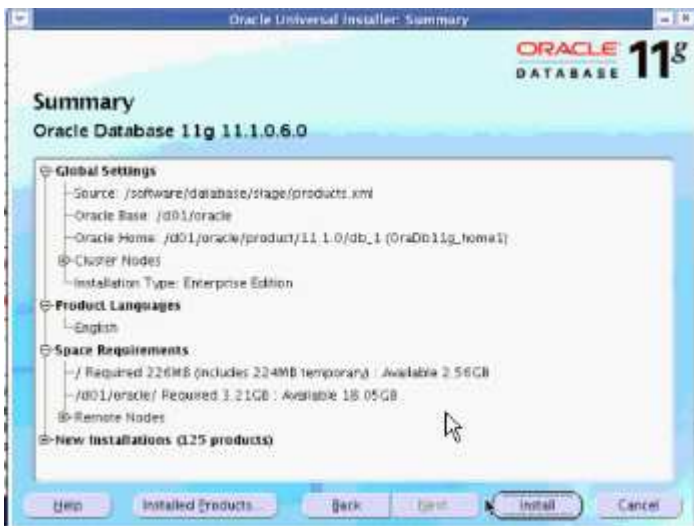 Oracle Universal Installer: Summary
ORACLE 11g
DATABASE
Summary
Oracle Database 11g 11.1.0.6.0
Global Settings
Source: /software/database/stage/products.xml
Oracle Base: /d01/oracle
Oracle Home: /d01/oracle/product/11.1.0/db_1 (OraDb11g_home1)
Cluster Nodes
Installation Type: Enterprise Edition
Product Languages
English
Space Requirements
/ Required 226MB (includes 224MB temporary) : Available 2.56GB
/d01/oracle/ Required 3.21GB : Available 18.05GB
Remote Nodes
New Installations (125 products)
Help Installed Products... Back Next Install Cancel